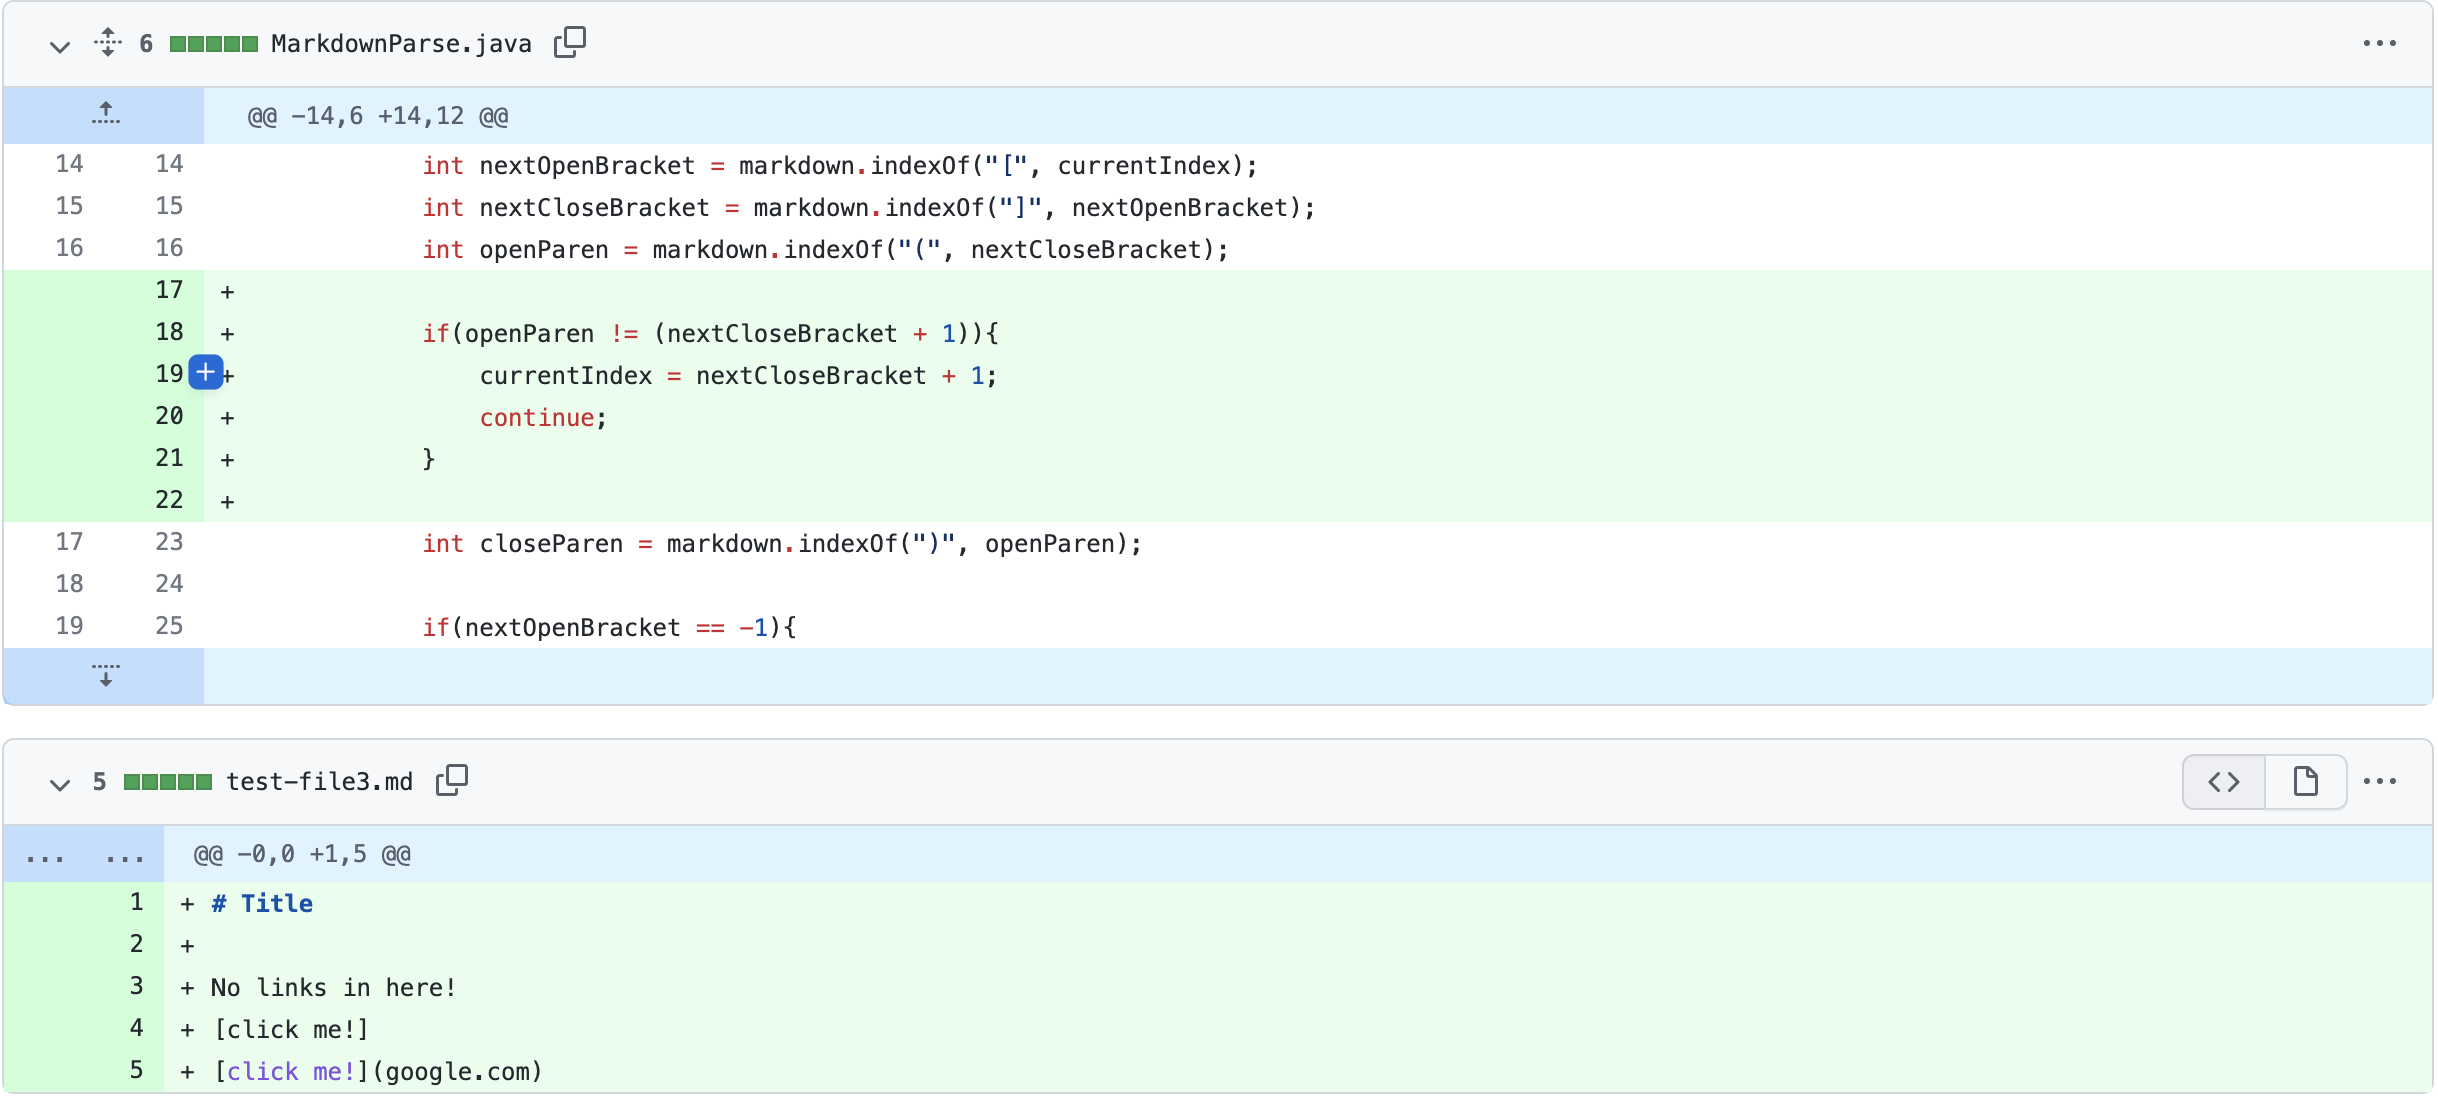 6 MarkdownParse.java
@@ -14,6 +14,12 @@
14 14 int nextOpenBracket = markdown.indexOf("[", currentIndex);
15 15 int nextCloseBracket = markdown.indexOf("]", nextOpenBracket);
16 16 int openParen = markdown.indexOf("(", nextCloseBracket);
17 +
18 + if(openParen != (nextCloseBracket + 1)){
19 + currentIndex = nextCloseBracket + 1;
20 + continue;
21 + }
22 +
17 23 int closeParen = markdown.indexOf(")", openParen);
18 24
19 25 if(nextOpenBracket == -1){
5 test-file3.md
... ... @@ -0,0 +1,5 @@
1 + # Title
2 +
3 + No links in here!
4 + [click me!]
5 + [click me!](google.com)